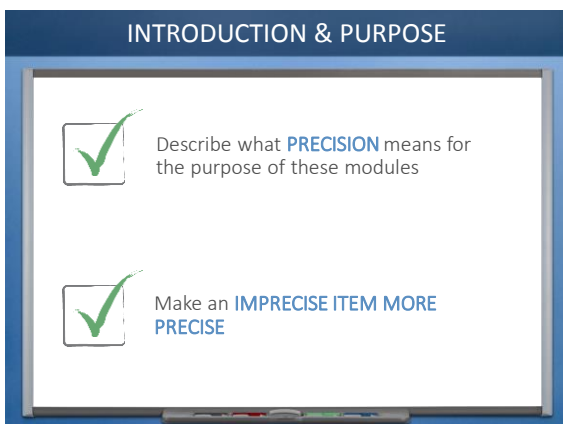 INTRODUCTION & PURPOSE
Describe what PRECISION means for
the purpose of these modules
Make an IMPRECISE ITEM MORE
PRECISE